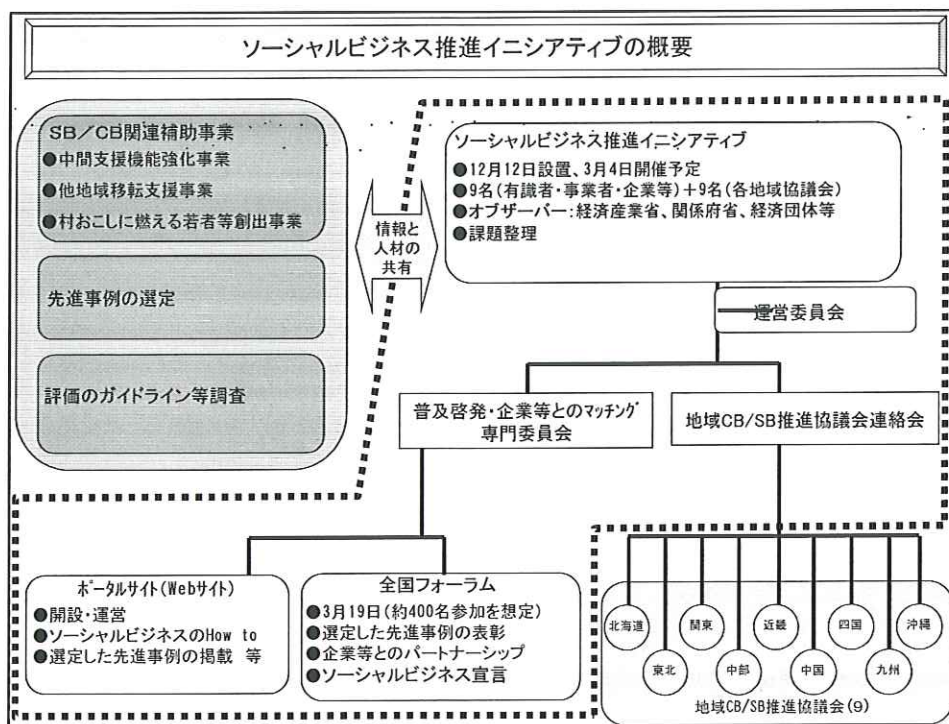 ソーシャルビジネス推進イニシアティブの概要
SB/CB関連補助事業
●中間支援機能強化事業
●他地域移転支援事業
●村おこしに燃える若者等創出事業
先進事例の選定
評価のガイドライン等調査
情報と
人材の
共有
ソーシャルビジネス推進イニシアティブ
●12月12日設置、3月4日開催予定
●9名(有識者・事業者・企業等)+9名(各地域協議会)
●オブザーバー:経済産業省、関係府省、経済団体等
●課題整理
運営委員会
普及啓発・企業等とのマッチング
専門委員会
地域CB/SB推進協議会連絡会
ポータルサイト(Webサイト)
●開設・運営
●ソーシャルビジネスのHow to
●選定した先進事例の掲載 等
全国フォーラム
●3月19日(約400名参加を想定)
●選定した先進事例の表彰
●企業等とのパートナーシップ
●ソーシャルビジネス宣言
北海道
関東
近畿
四国
沖縄
東北
中部
中国
九州
地域CB/SB推進協議会(9)